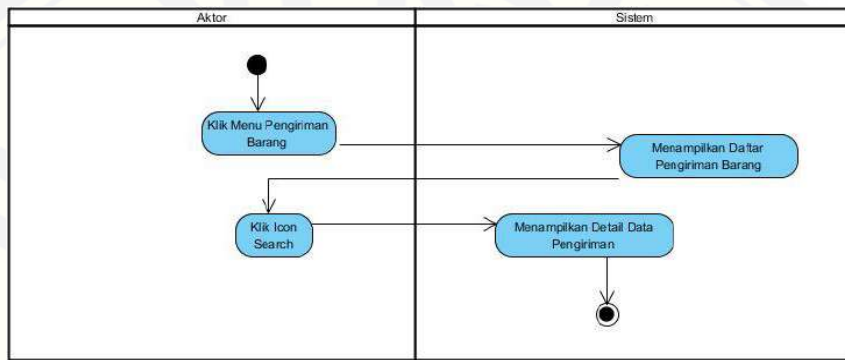 Aktor
Sistem
Klik Menu Pengiriman
Barang
Menampilkan Daftar
Pengiriman Barang
Klik Icon
Search
Menampilkan Detail Data
Pengiriman